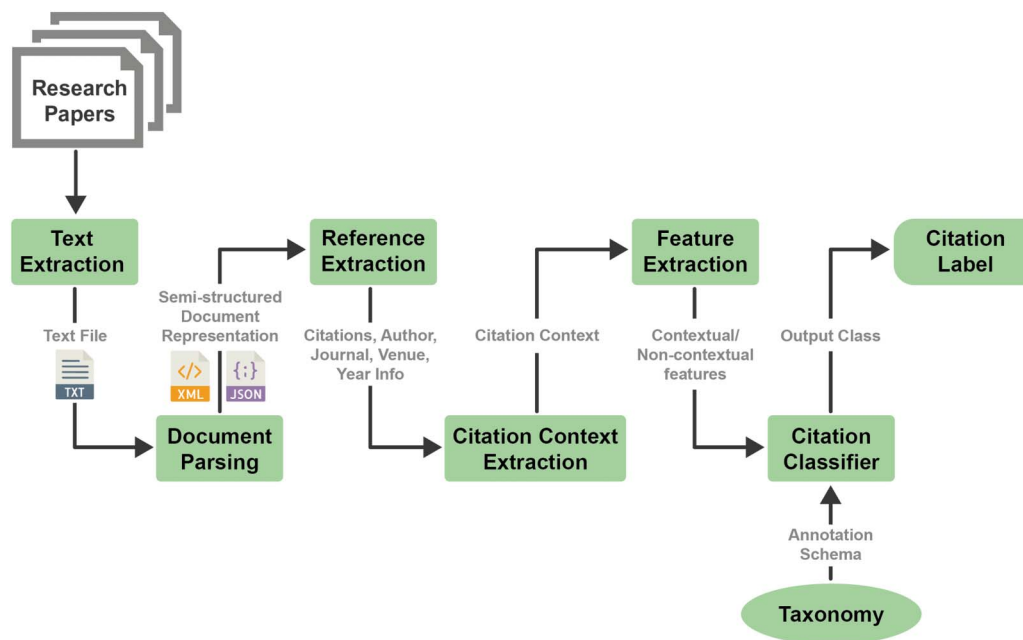 Research
Papers
Text
Extraction
Text File
TXT
Document
Parsing
Semi-structured
Document
Representation
XML
JSON
Reference
Extraction
Citations, Author,
Journal, Venue,
Year Info
Citation Context
Extraction
Citation Context
Feature
Extraction
Contextual/
Non-contextual
features
Citation
Classifier
Output Class
Citation
Label
Annotation
Schema
Taxonomy